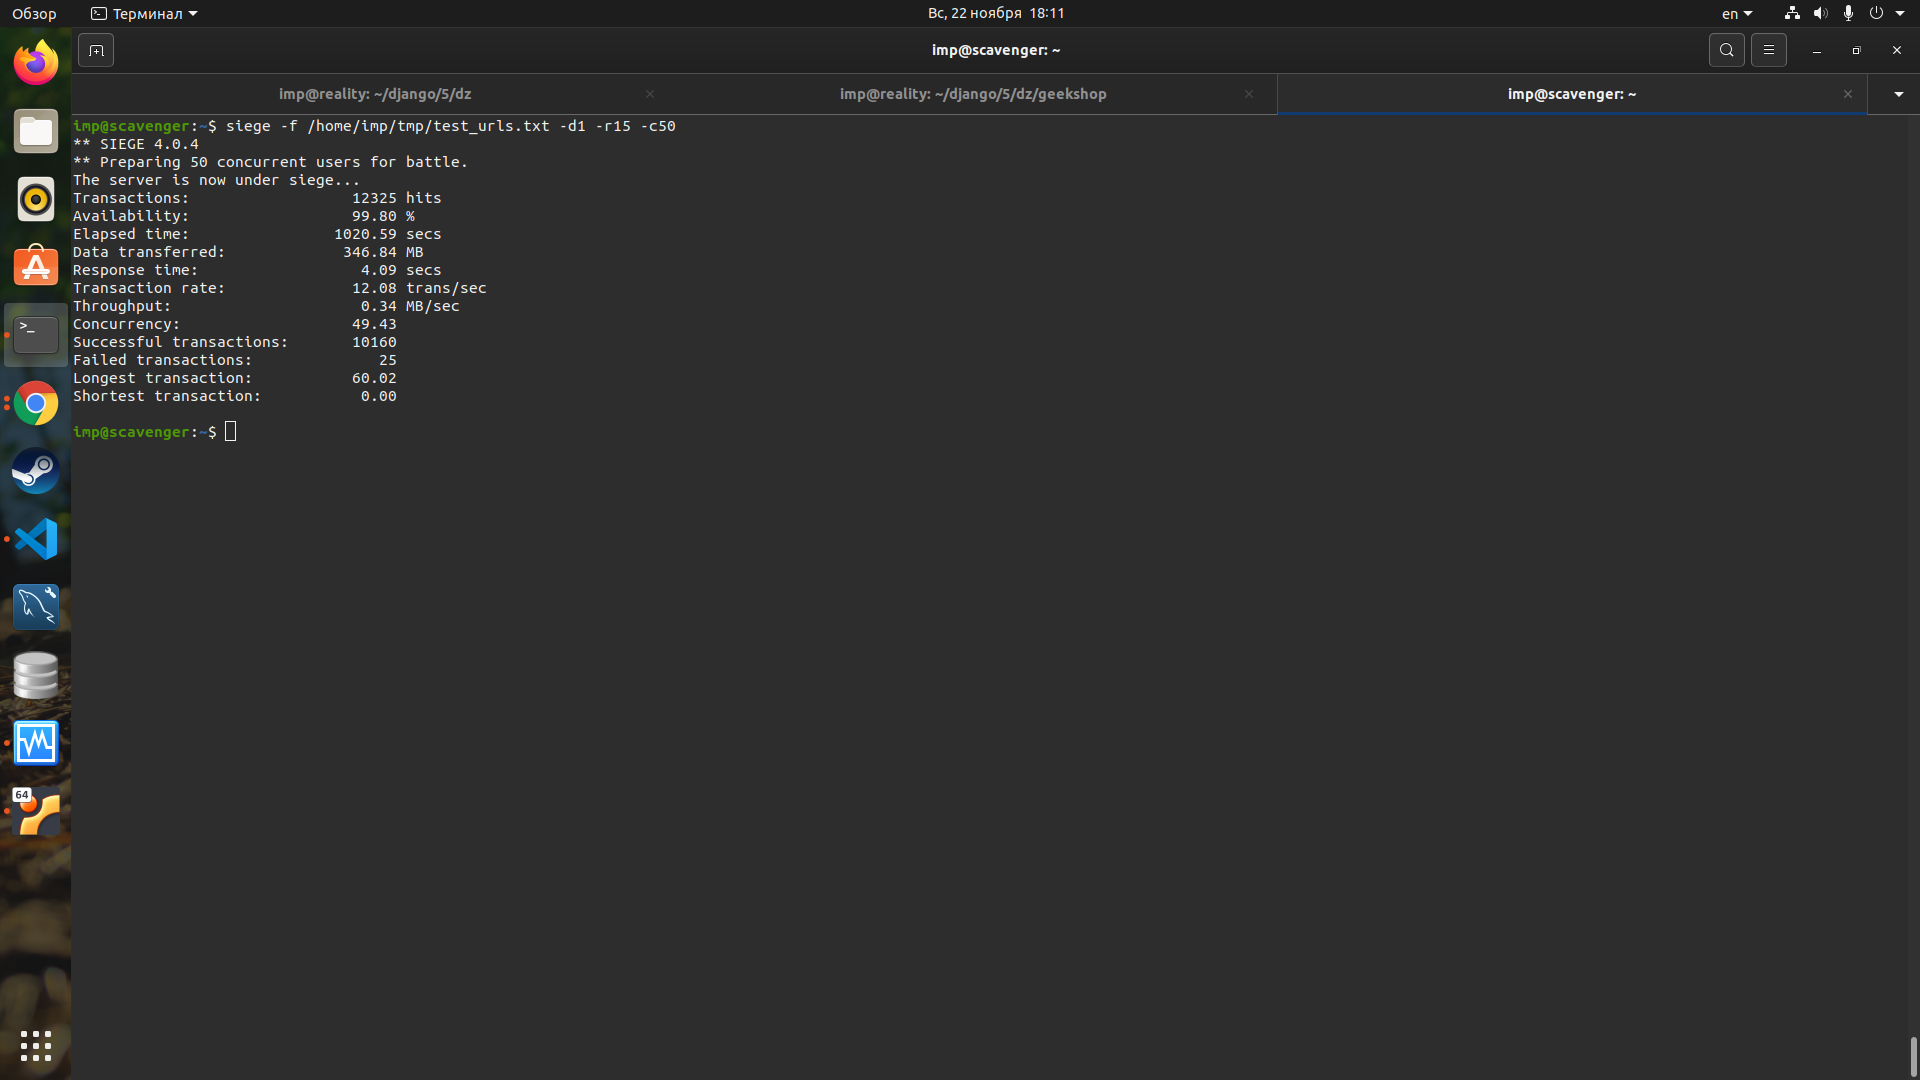 Обзор Терминал Вс, 22 ноября 18:11 en
imp@scavenger: ~
imp@reality: ~/django/5/dz imp@reality: ~/django/5/dz/geekshop imp@scavenger: ~
imp@scavenger:~$ siege -f /home/imp/tmp/test_urls.txt -d1 -r15 -c50
** SIEGE 4.0.4
** Preparing 50 concurrent users for battle.
The server is now under siege...
Transactions: 12325 hits
Availability: 99.80 %
Elapsed time: 1020.59 secs
Data transferred: 346.84 MB
Response time: 4.09 secs
Transaction rate: 12.08 trans/sec
Throughput: 0.34 MB/sec
Concurrency: 49.43
Successful transactions: 10160
Failed transactions: 25
Longest transaction: 60.02
Shortest transaction: 0.00
imp@scavenger:~$
>_
64